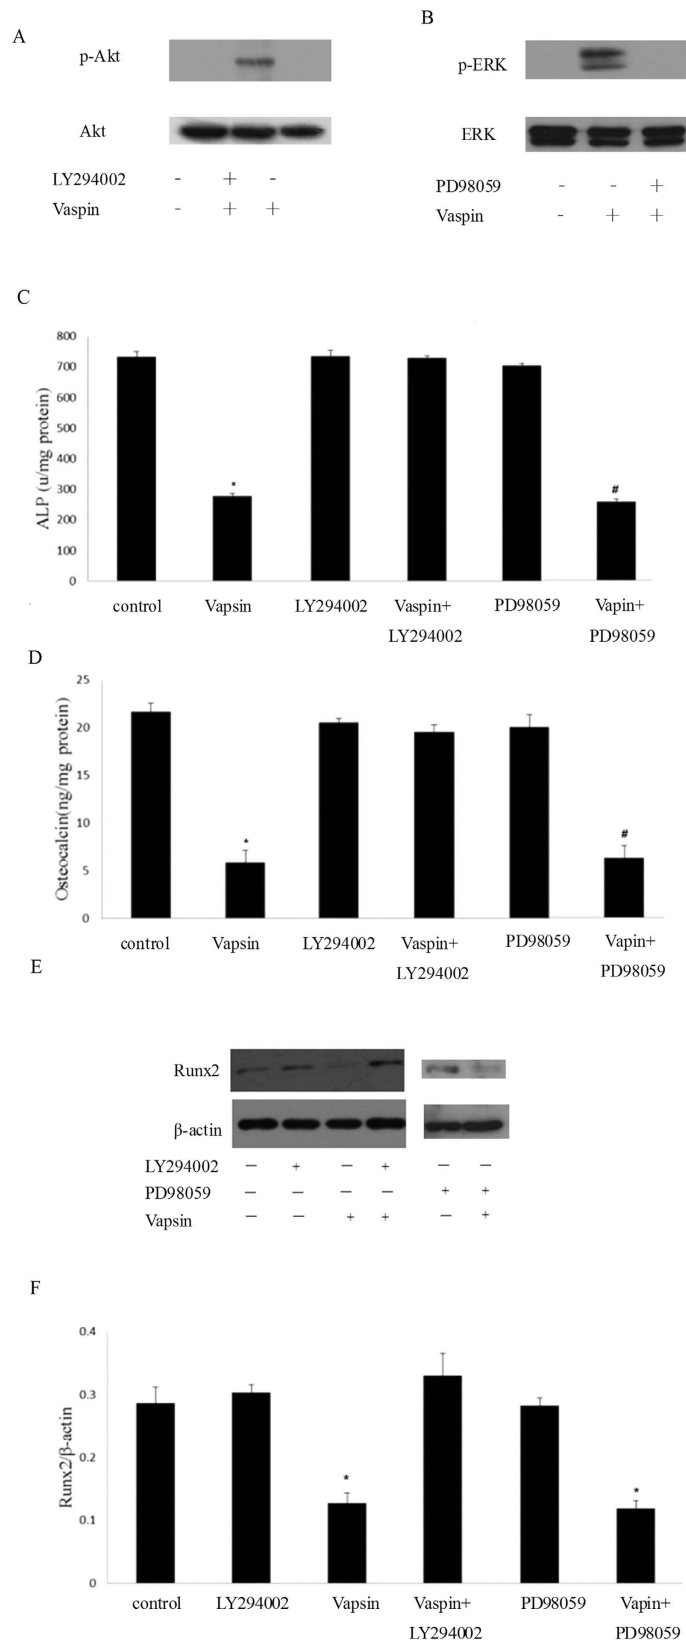 A
p-Akt
Akt
LY294002 - + -
Vaspin - + +
B
p-ERK
ERK
PD98059 - - +
Vaspin - + +
C
ALP (u/mg protein)
800
700
600
500
400
300
200
100
0
*
#
control Vapsin LY294002 Vaspin+ PD98059 Vapin+
LY294002 PD98059
D
Osteocalcin(ng/mg protein)
25
20
15
10
5
0
*
#
control Vapsin LY294002 Vaspin+ PD98059 Vapin+
LY294002 PD98059
E
Runx2
β-actin
LY294002 — + — + — —
PD98059 — — — — + +
Vapsin — — + + — +
F
Runx2/β-actin
0.4
0.3
0.2
0.1
0
*
*
control LY294002 Vapsin Vaspin+ PD98059 Vapin+
LY294002 PD98059